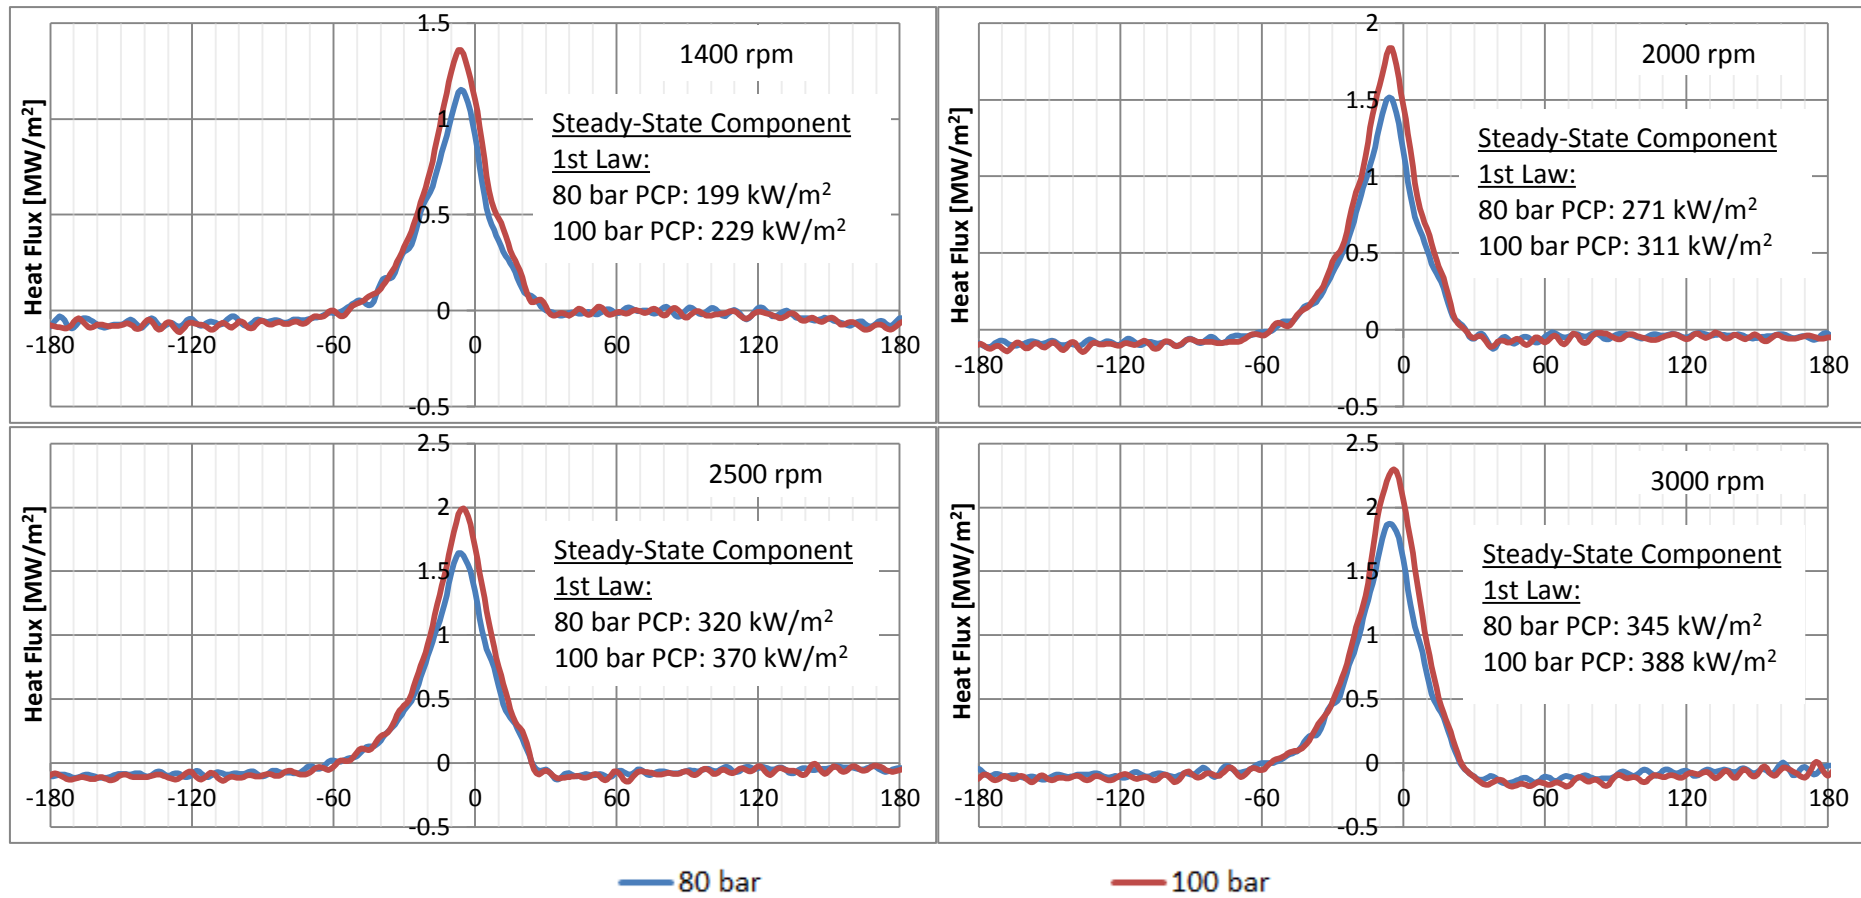 1.5
1400 rpm
1
Heat Flux [MW/m²]
Steady-State Component
1st Law:
80 bar PCP: 199 kW/m²
100 bar PCP: 229 kW/m²
0.5
0
-180 -120 -60 0 60 120 180
-0.5
2
2000 rpm
1.5
Heat Flux [MW/m²]
Steady-State Component
1st Law:
80 bar PCP: 271 kW/m²
100 bar PCP: 311 kW/m²
1
0.5
0
-180 -120 -60 0 60 120 180
-0.5
2.5
2500 rpm
2
Heat Flux [MW/m²]
Steady-State Component
1st Law:
80 bar PCP: 320 kW/m²
100 bar PCP: 370 kW/m²
1.5
1
0.5
0
-180 -120 -60 0 60 120 180
-0.5
2.5
3000 rpm
2
Heat Flux [MW/m²]
Steady-State Component
1st Law:
80 bar PCP: 345 kW/m²
100 bar PCP: 388 kW/m²
1.5
1
0.5
0
-180 -120 -60 0 60 120 180
-0.5
80 bar
100 bar